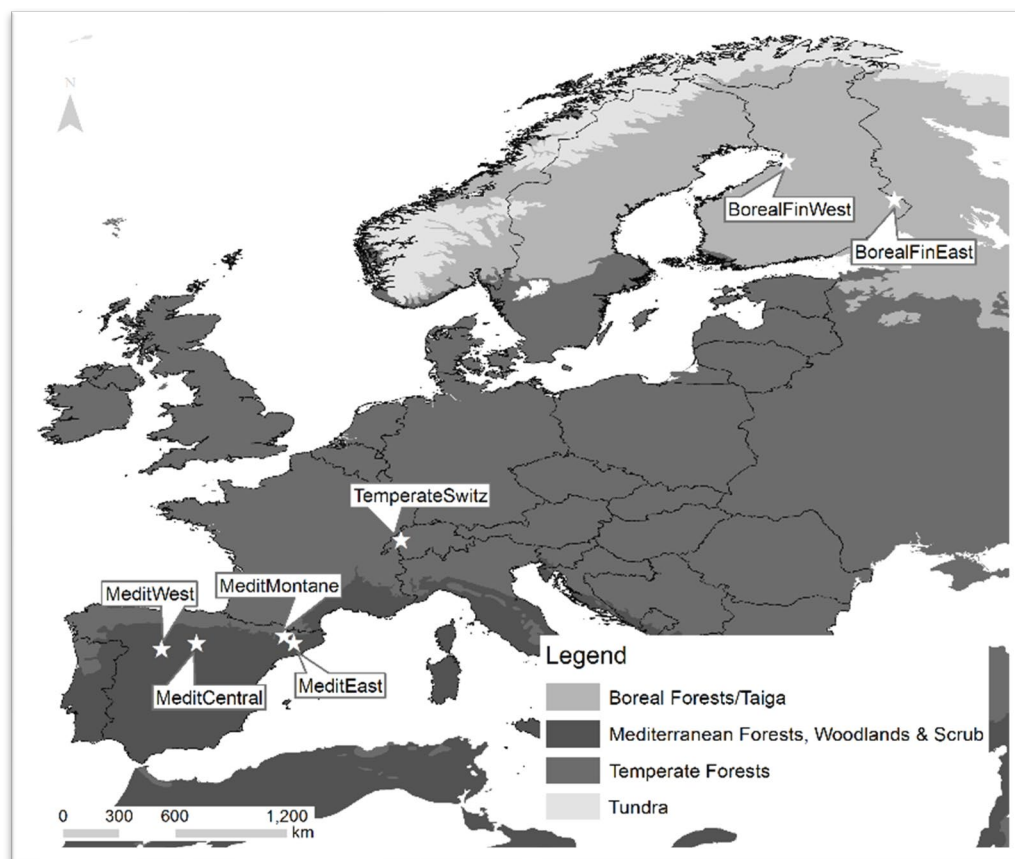 N
BorealFinWest
BorealFinEast
TemperateSwitz
MeditMontane
MeditWest
MeditCentral
MeditEast
Legend
Boreal Forests/Taiga
Mediterranean Forests, Woodlands & Scrub
Temperate Forests
Tundra
0 300 600 1,200
km